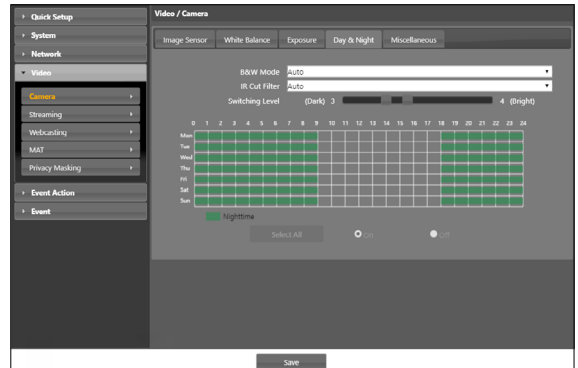 Quick Setup
System
Network
Video
Camera
Streaming
Webcasting
MAT
Privacy Masking
Event Action
Event
Video / Camera
Image Sensor White Balance Exposure Day & Night Miscellaneous
B&W Mode Auto
IR Cut Filter Auto
Switching Level (Dark) 3 4 (Bright)
0 1 2 3 4 5 6 7 8 9 10 11 12 13 14 15 16 17 18 19 20 21 22 23 24
Mon
Tue
Wed
Thu
Fri
Sat
Sun
Nighttime
Select All On Off
Save